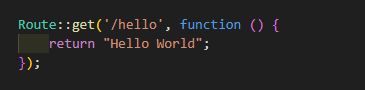 Route::get('/hello', function () {
    return "Hello World";
});